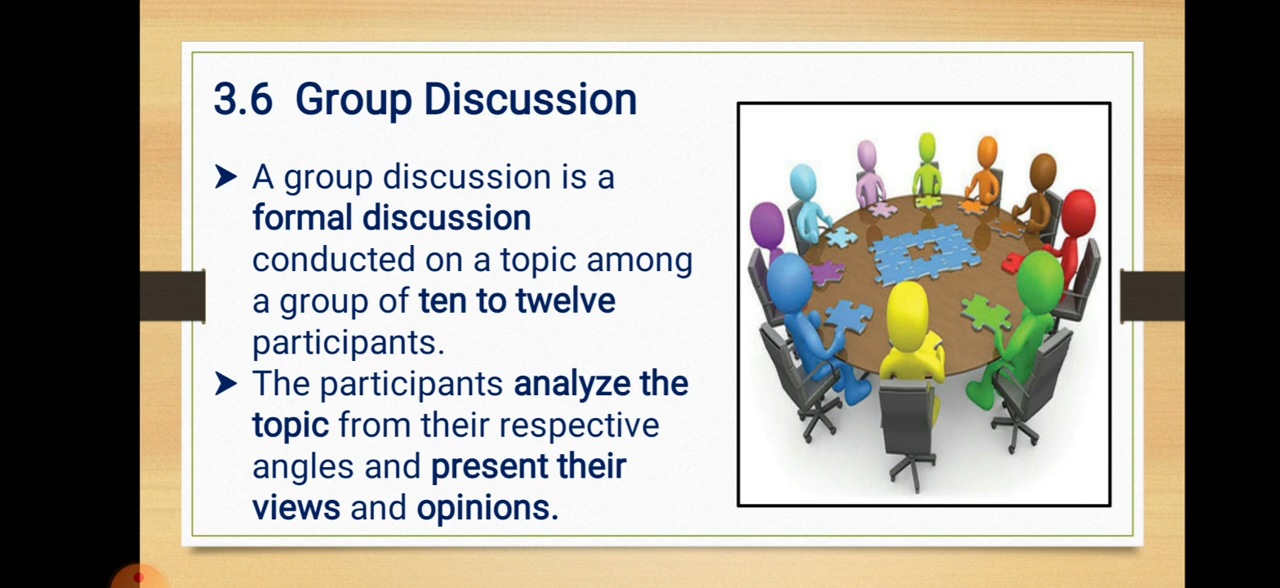 3.6 Group Discussion
➤ A group discussion is a
formal discussion
conducted on a topic among
a group of ten to twelve
participants.
➤ The participants analyze the
topic from their respective
angles and present their
views and opinions.